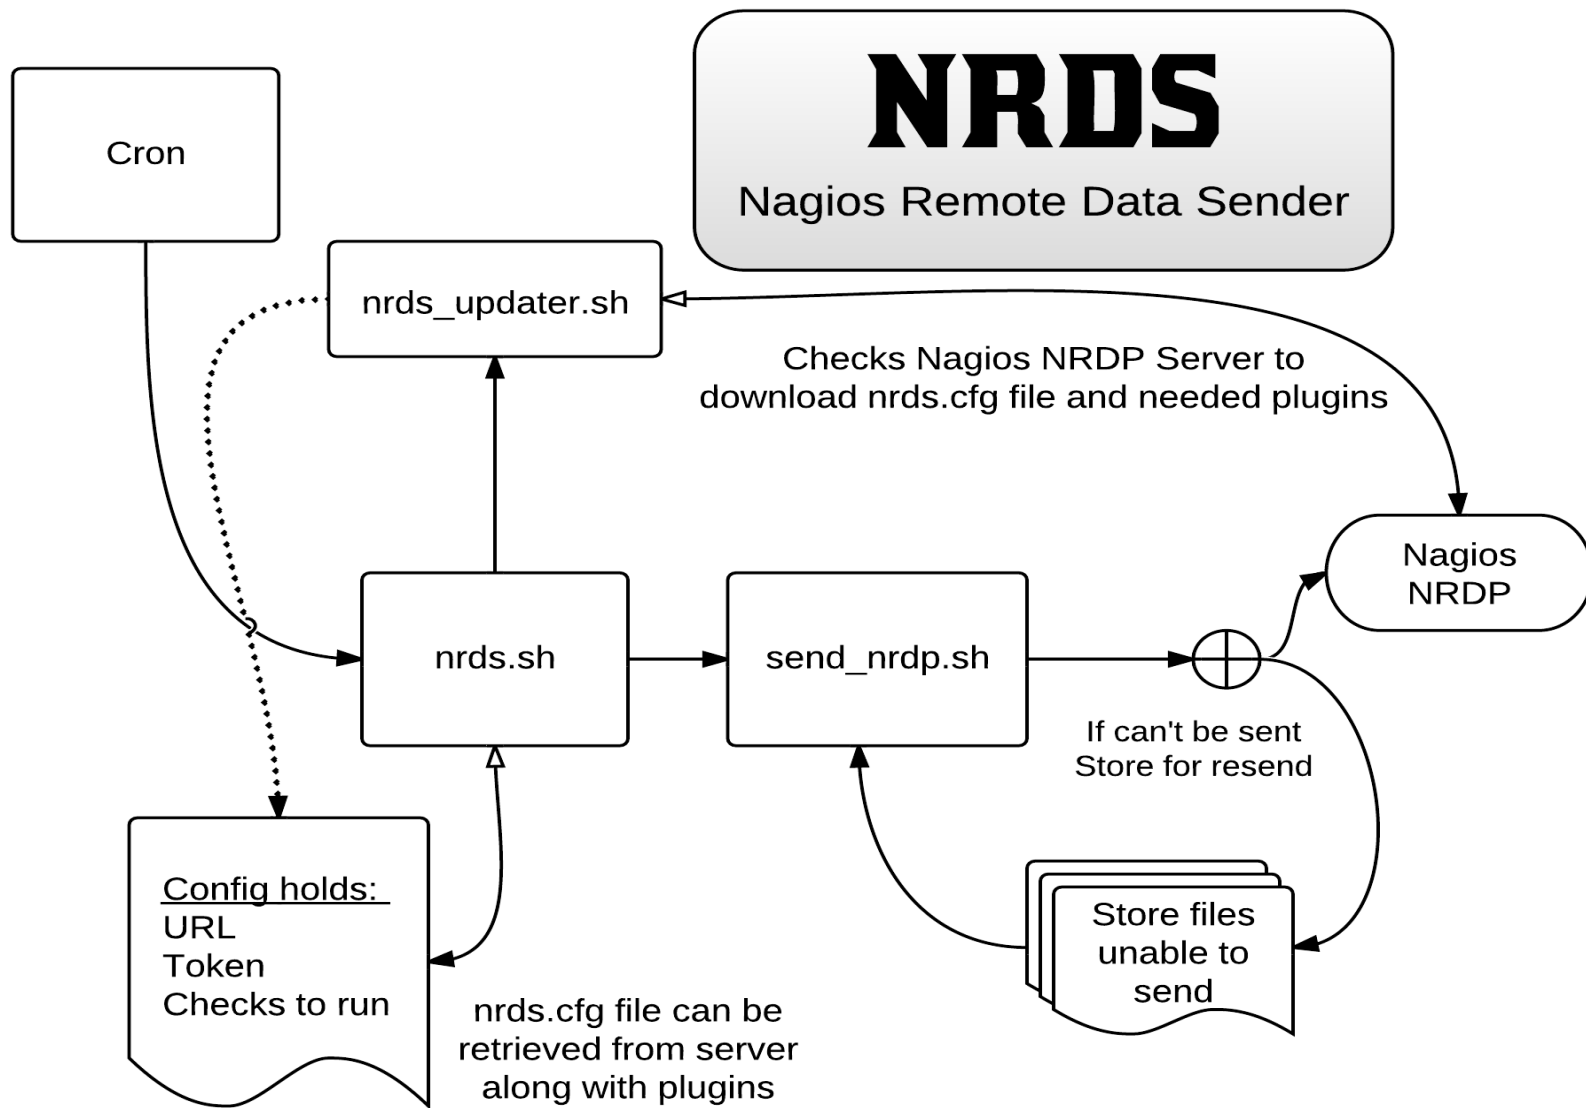 NRDS
Nagios Remote Data Sender
Cron
nrds_updater.sh
Checks Nagios NRDP Server to
download nrds.cfg file and needed plugins
Nagios
NRDP
nrds.sh
send_nrdp.sh
If can't be sent
Store for resend
Config holds:
URL
Token
Checks to run
Store files
unable to
send
nrds.cfg file can be
retrieved from server
along with plugins